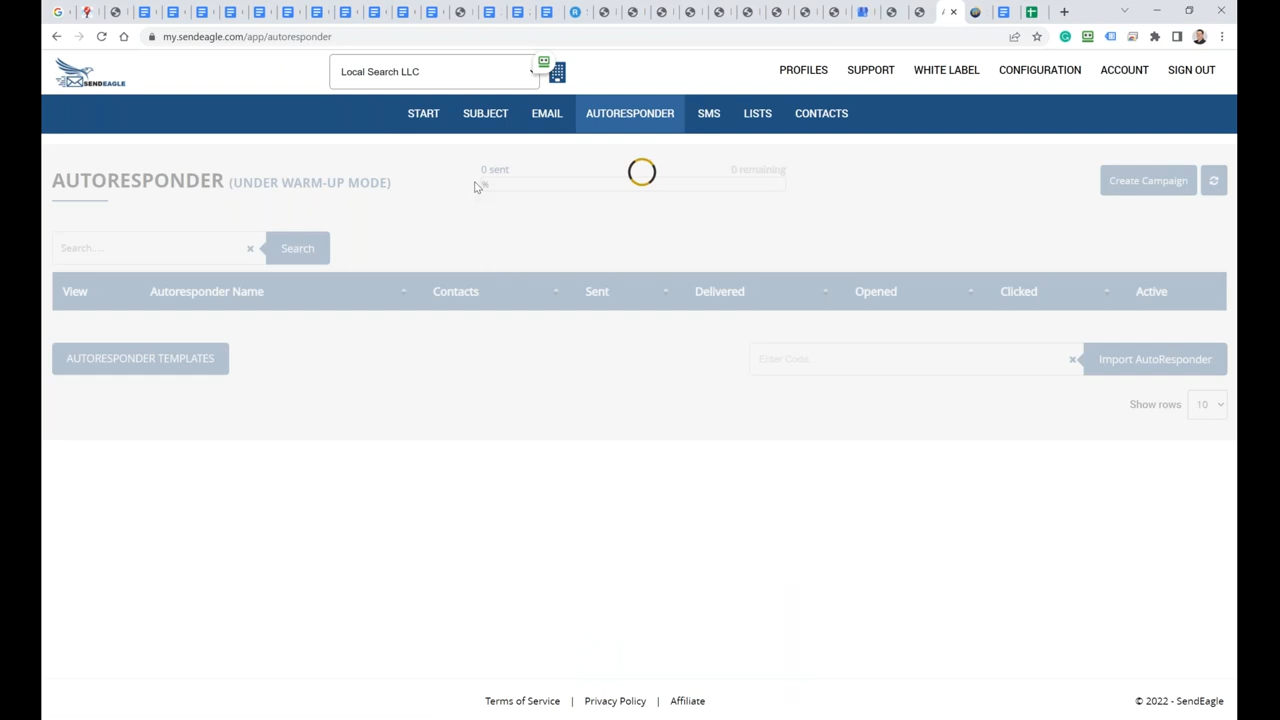 my.sendeagle.com/app/autoresponder
SENDEAGLE
Local Search LLC
PROFILES SUPPORT WHITE LABEL CONFIGURATION ACCOUNT SIGN OUT
START SUBJECT EMAIL AUTORESPONDER SMS LISTS CONTACTS
AUTORESPONDER (UNDER WARM-UP MODE)
0 sent 0 remaining
%
Create Campaign
Search.... × Search
View Autoresponder Name Contacts Sent Delivered Opened Clicked Active
AUTORESPONDER TEMPLATES
Enter Code... × Import AutoResponder
Show rows 10
Terms of Service | Privacy Policy | Affiliate
© 2022 - SendEagle